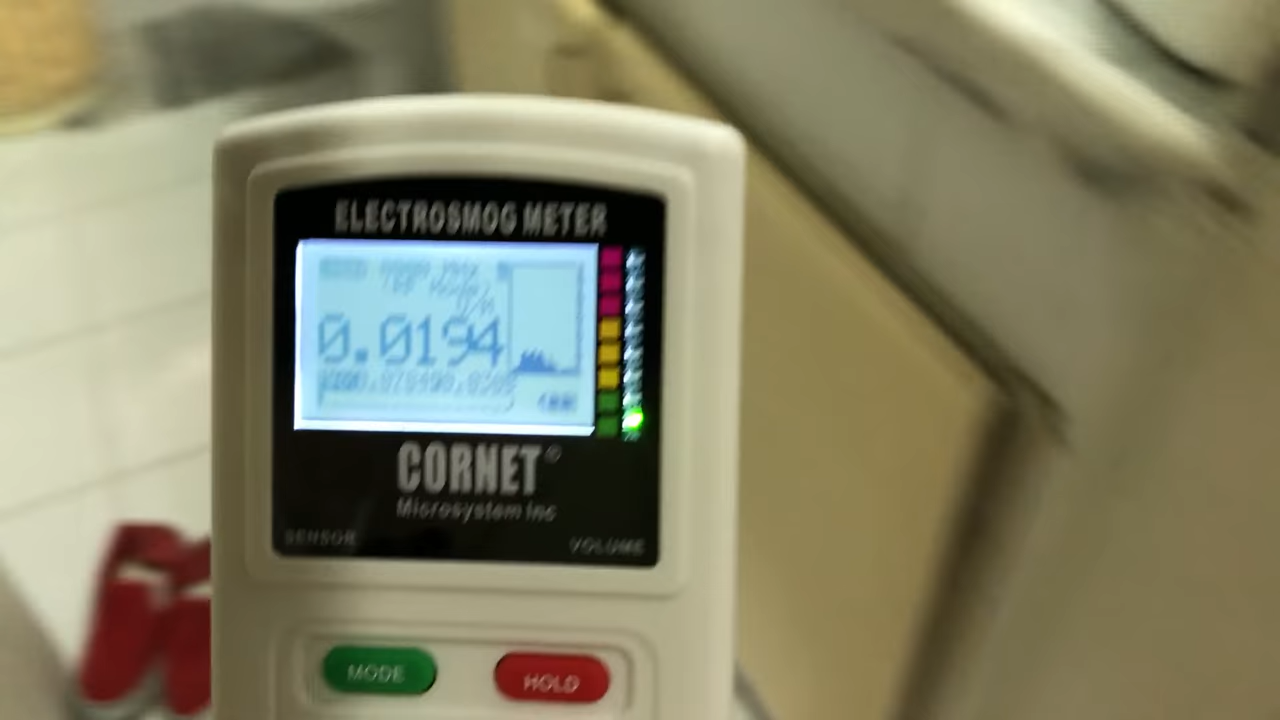 ELECTROSMOG METER
0.0194
CORNET
Microsystem Inc
SENSOR VOLUME
MODE HOLD